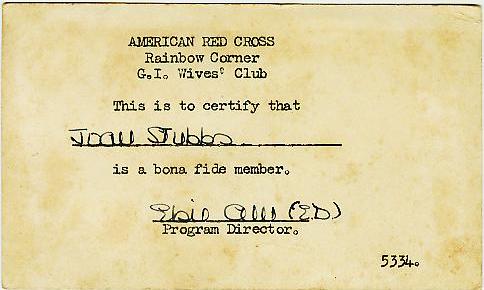 AMERICAN RED CROSS
Rainbow Corner
G.I. Wives' Club
This is to certify that
Joan Stubbs
is a bona fide member.
(E.D)
Program Director.
5334.